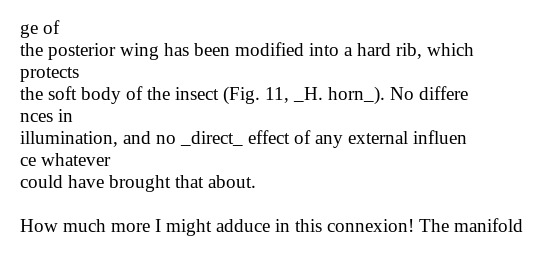 ge of
the posterior wing has been modified into a hard rib, which
protects
the soft body of the insect (Fig. 11, _H. horn_). No differe
nces in
illumination, and no _direct_ effect of any external influen
ce whatever
could have brought that about.

How much more I might adduce in this connexion! The manifold